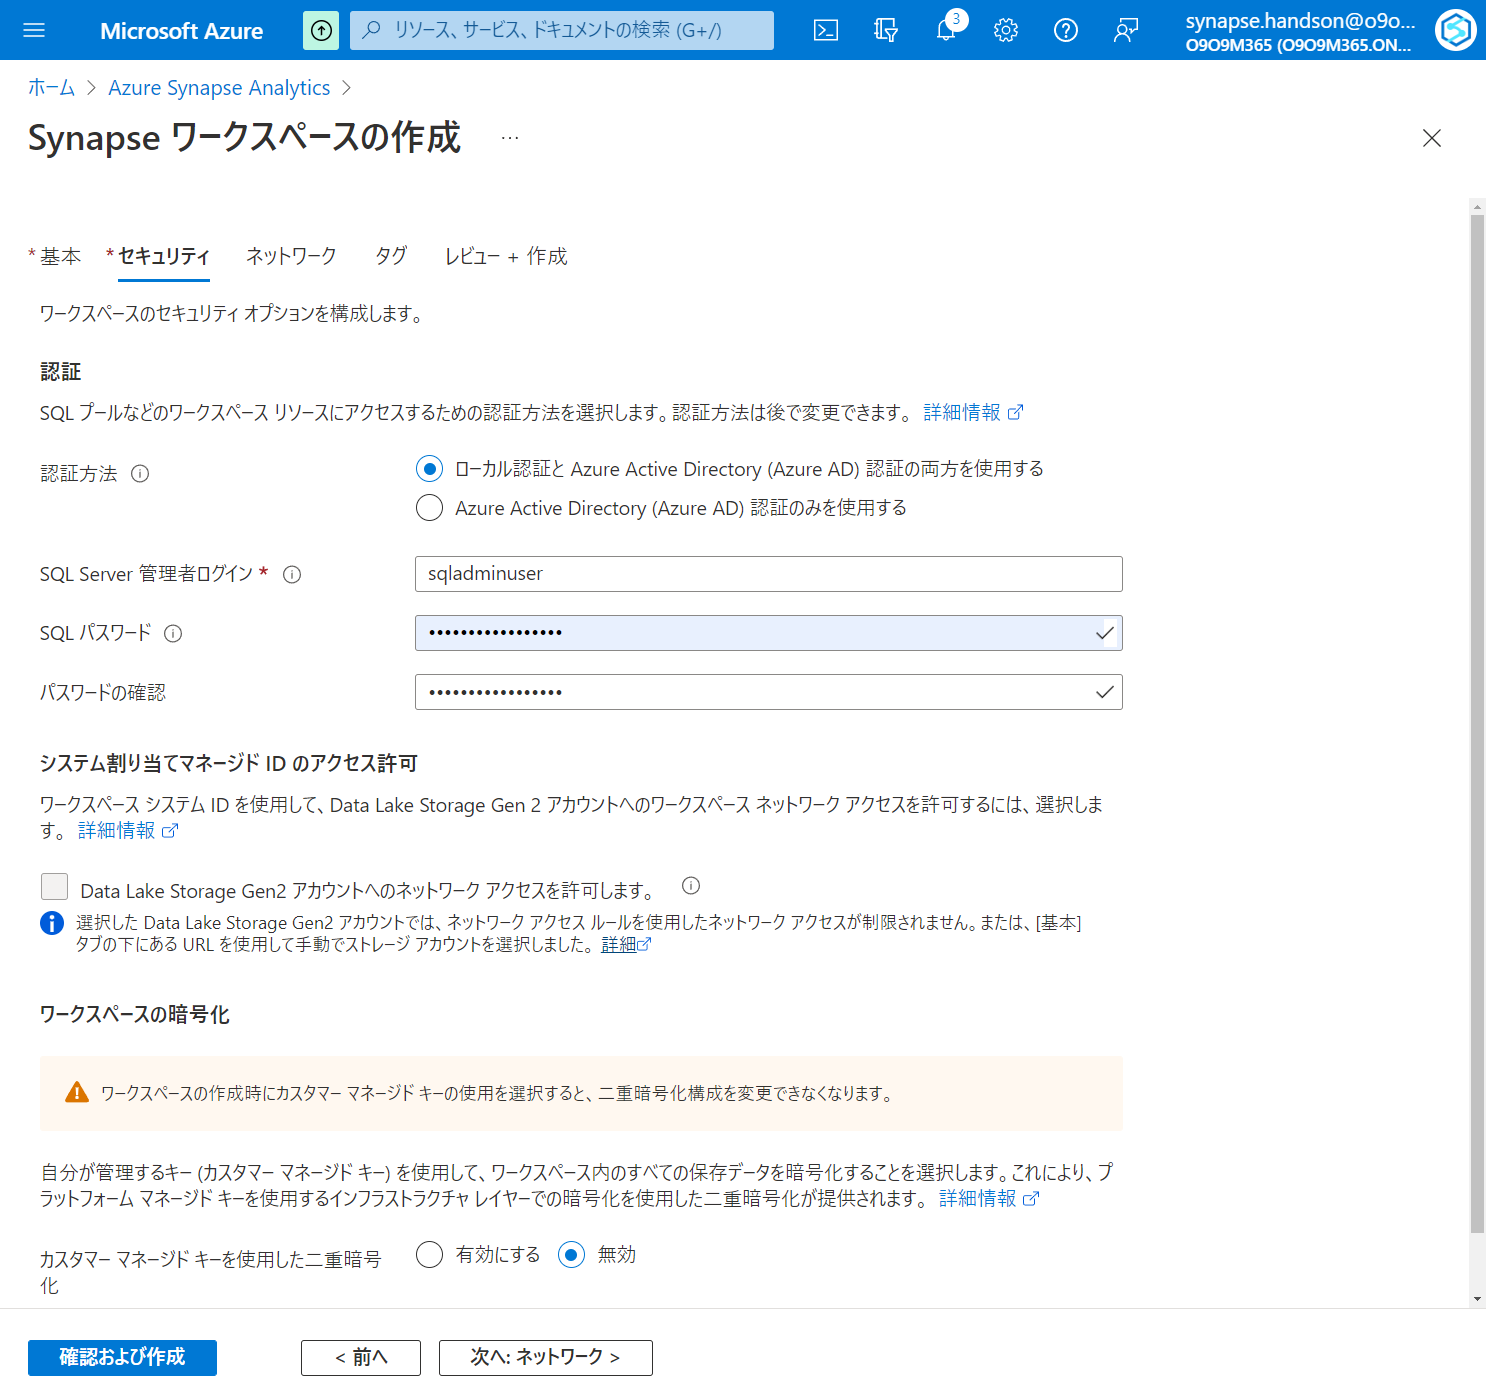 Microsoft Azure
リソース、サービス、ドキュメントの検索 (G+/)
3
synapse.handson@o9o...
O9O9M365 (O9O9M365.ON...
ホーム > Azure Synapse Analytics >
Synapse ワークスペースの作成 ...
* 基本 * セキュリティ ネットワーク タグ レビュー + 作成
ワークスペースのセキュリティ オプションを構成します。
認証
SQL プールなどのワークスペース リソースにアクセスするための認証方法を選択します。認証方法は後で変更できます。 詳細情報
認証方法
ローカル認証と Azure Active Directory (Azure AD) 認証の両方を使用する
Azure Active Directory (Azure AD) 認証のみを使用する
SQL Server 管理者ログイン * sqladminuser
SQL パスワード •••••••••••••••••
パスワードの確認 •••••••••••••••••
システム割り当てマネージド ID のアクセス許可
ワークスペース システム ID を使用して、Data Lake Storage Gen 2 アカウントへのワークスペース ネットワーク アクセスを許可するには、選択しま
す。 詳細情報
Data Lake Storage Gen2 アカウントへのネットワーク アクセスを許可します。
選択した Data Lake Storage Gen2 アカウントでは、ネットワーク アクセス ルールを使用したネットワーク アクセスが制限されません。または、[基本]
タブの下にある URL を使用して手動でストレージ アカウントを選択しました。 詳細
ワークスペースの暗号化
ワークスペースの作成時にカスタマー マネージド キーの使用を選択すると、二重暗号化構成を変更できなくなります。
自分が管理するキー (カスタマー マネージド キー) を使用して、ワークスペース内のすべての保存データを暗号化することを選択します。これにより、プ
ラットフォーム マネージド キーを使用するインフラストラクチャ レイヤーでの暗号化を使用した二重暗号化が提供されます。 詳細情報
カスタマー マネージド キーを使用した二重暗号 有効にする 無効
化
確認および作成 < 前へ 次へ: ネットワーク >